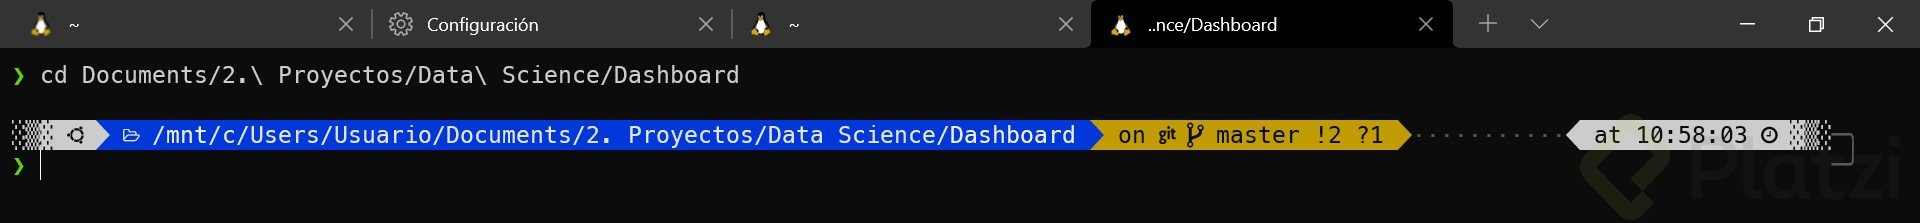 ~ Configuración ~ ..nce/Dashboard
❯ cd Documents/2.\ Proyectos/Data\ Science/Dashboard
/mnt/c/Users/Usuario/Documents/2. Proyectos/Data Science/Dashboard on git master !2 ?1 at 10:58:03
❯
Platzi